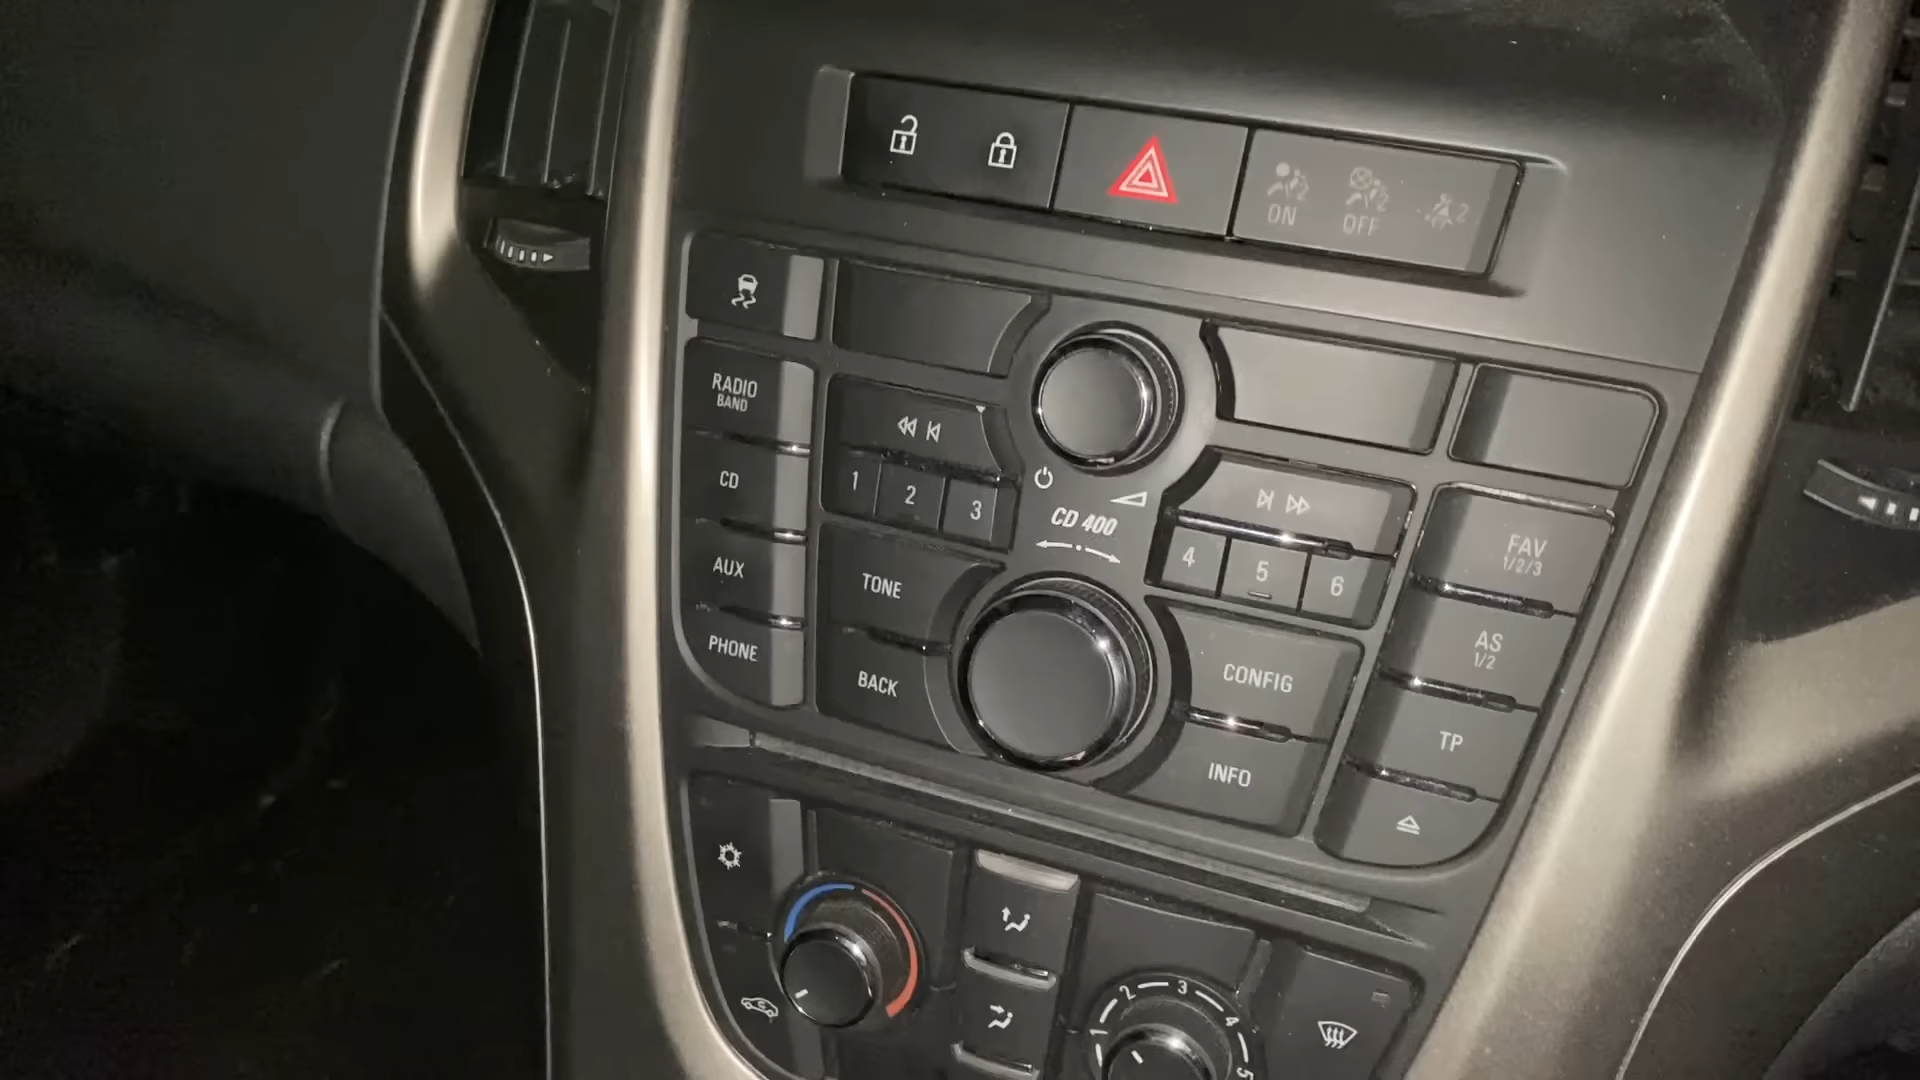 ON
OFF
2
RADIO
BAND
CD
AUX
PHONE
1 2 3
CD 400
TONE
BACK
4 5 6
CONFIG
INFO
FAV
1/2/3
AS
1/2
TP
1 2 3 4 5